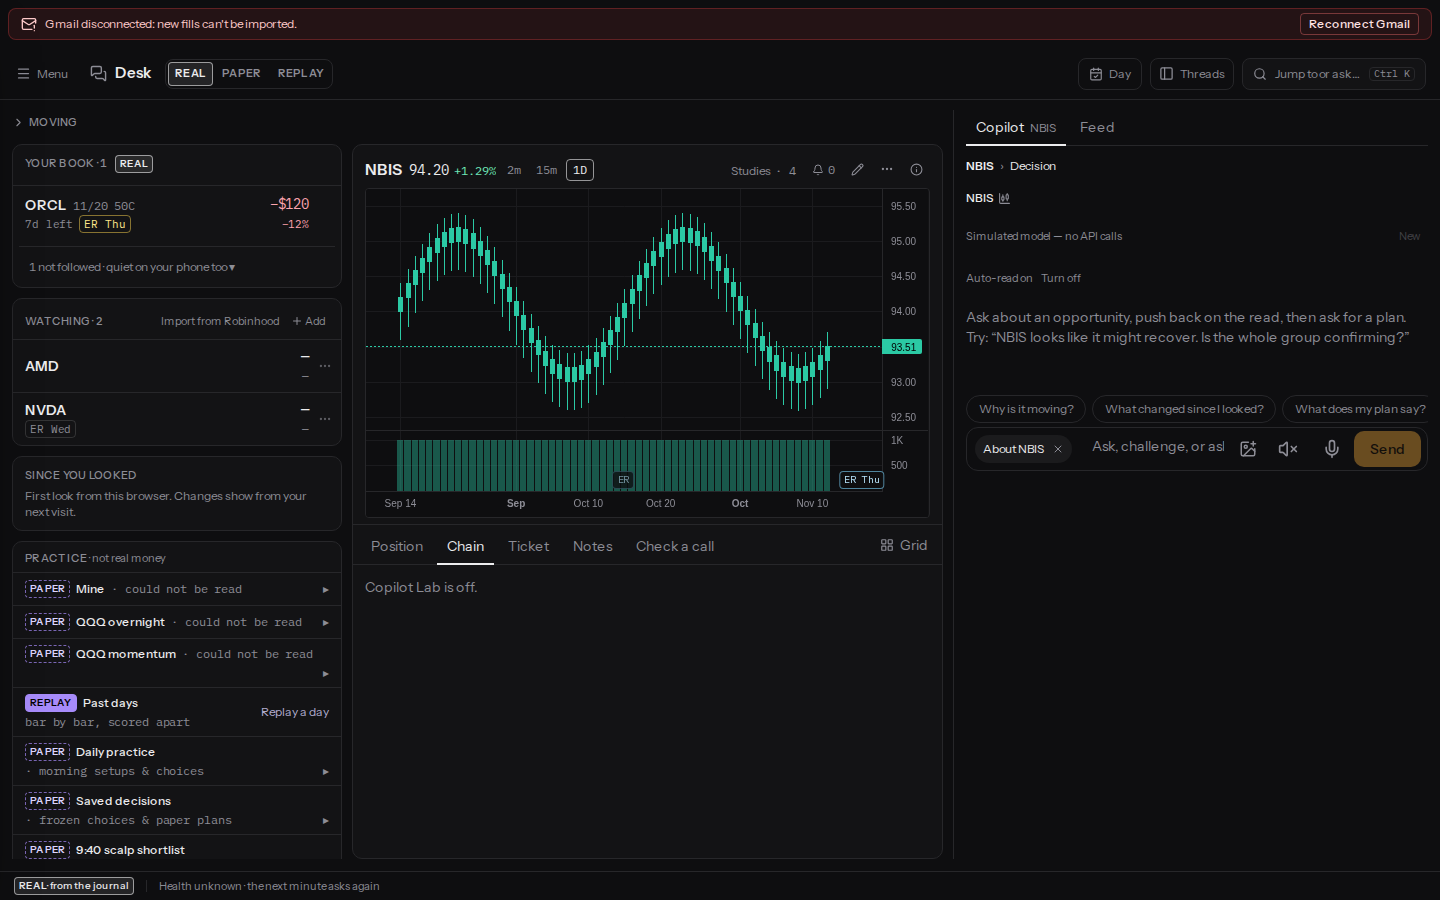 Gmail disconnected: new fills can't be imported.
Reconnect Gmail
Menu
Desk
REAL PAPER REPLAY
Day
Threads
Jump to or ask... Ctrl K
MOVING
YOUR BOOK · 1 REAL
ORCL 11/20 50C −$120
7d left ER Thu −12%
1 not followed · quiet on your phone too ▾
WATCHING · 2 Import from Robinhood + Add
AMD — ...
—
NVDA — ...
ER Wed —
SINCE YOU LOOKED
First look from this browser. Changes show from your
next visit.
PRACTICE · not real money
PAPER Mine · could not be read ▸
PAPER QQQ overnight · could not be read ▸
PAPER QQQ momentum · could not be read
▸
REPLAY Past days
bar by bar, scored apart
Replay a day
PAPER Daily practice
· morning setups & choices ▸
PAPER Saved decisions
· frozen choices & paper plans ▸
PAPER 9:40 scalp shortlist
NBIS 94.20 +1.29% 2m 15m 1D Studies · 4 0 ...
95.50
95.00
94.50
94.00
93.51
93.00
92.50
1K
500
ER
ER Thu
Sep 14 Sep Oct 10 Oct 20 Oct Nov 10
Position Chain Ticket Notes Check a call Grid
Copilot Lab is off.
Copilot NBIS Feed
NBIS › Decision
NBIS
Simulated model — no API calls New
Auto-read on Turn off
Ask about an opportunity, push back on the read, then ask for a plan.
Try: “NBIS looks like it might recover. Is the whole group confirming?”
Why is it moving? What changed since I looked? What does my plan say?
About NBIS × Ask, challenge, or asl Send
REAL · from the journal Health unknown · the next minute asks again